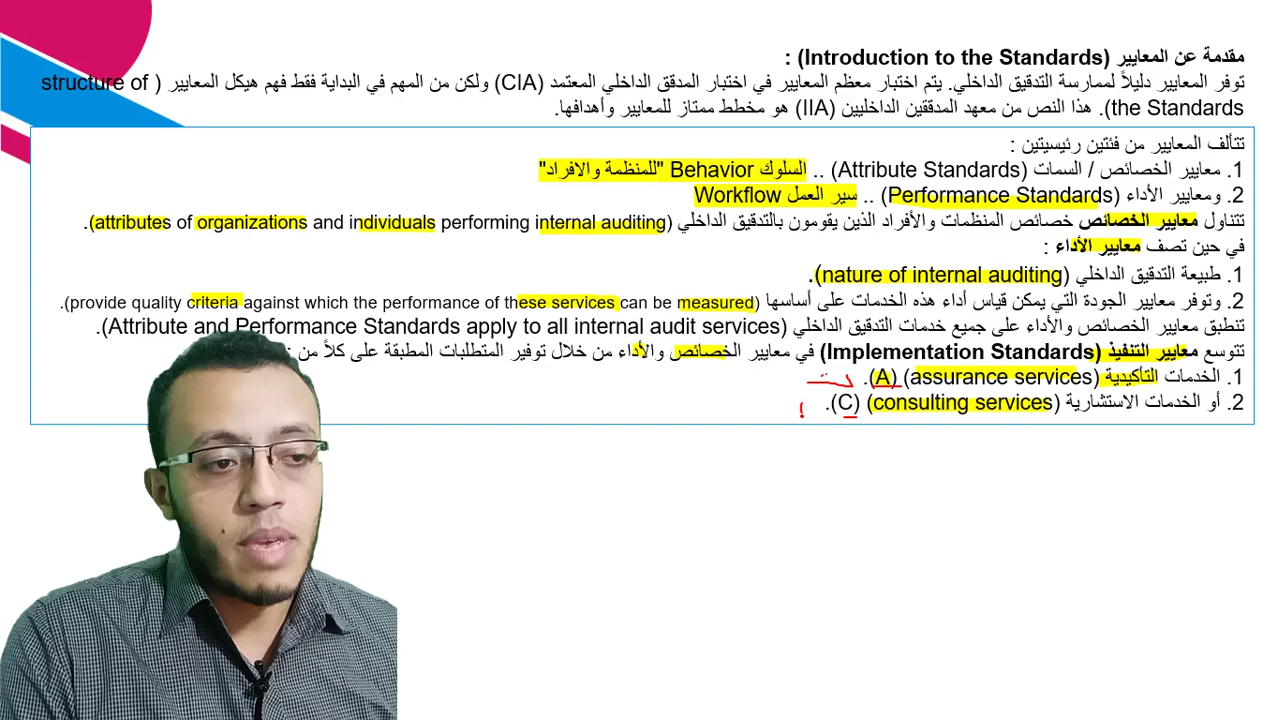 مقدمة عن المعايير (Introduction to the Standards) :
توفر المعايير دليلاً لممارسة التدقيق الداخلي. يتم اختبار معظم المعايير في اختبار المدقق الداخلي المعتمد (CIA) ولكن من المهم في البداية فقط فهم هيكل المعايير (structure of
the Standards). هذا النص من معهد المدققين الداخليين (IIA) هو مخطط ممتاز للمعايير وأهدافها.
تتألف المعايير من فئتين رئيسيتين :
1. معايير الخصائص / السمات (Attribute Standards) .. السلوك Behavior "للمنظمة والافراد"
2. ومعايير الأداء (Performance Standards) .. سير العمل Workflow
تتناول معايير الخصائص خصائص المنظمات والأفراد الذين يقومون بالتدقيق الداخلي (attributes of organizations and individuals performing internal auditing).
في حين تصف معايير الأداء :
1. طبيعة التدقيق الداخلي (nature of internal auditing).
2. وتوفر معايير الجودة التي يمكن قياس أداء هذه الخدمات على أساسها (provide quality criteria against which the performance of these services can be measured).
تنطبق معايير الخصائص والأداء على جميع خدمات التدقيق الداخلي (Attribute and Performance Standards apply to all internal audit services).
تتوسع معايير التنفيذ (Implementation Standards) في معايير الخصائص والأداء من خلال توفير المتطلبات المطبقة على كلاً من :
1. الخدمات التأكيدية (assurance services) (A).
2. أو الخدمات الاستشارية (consulting services) (C).